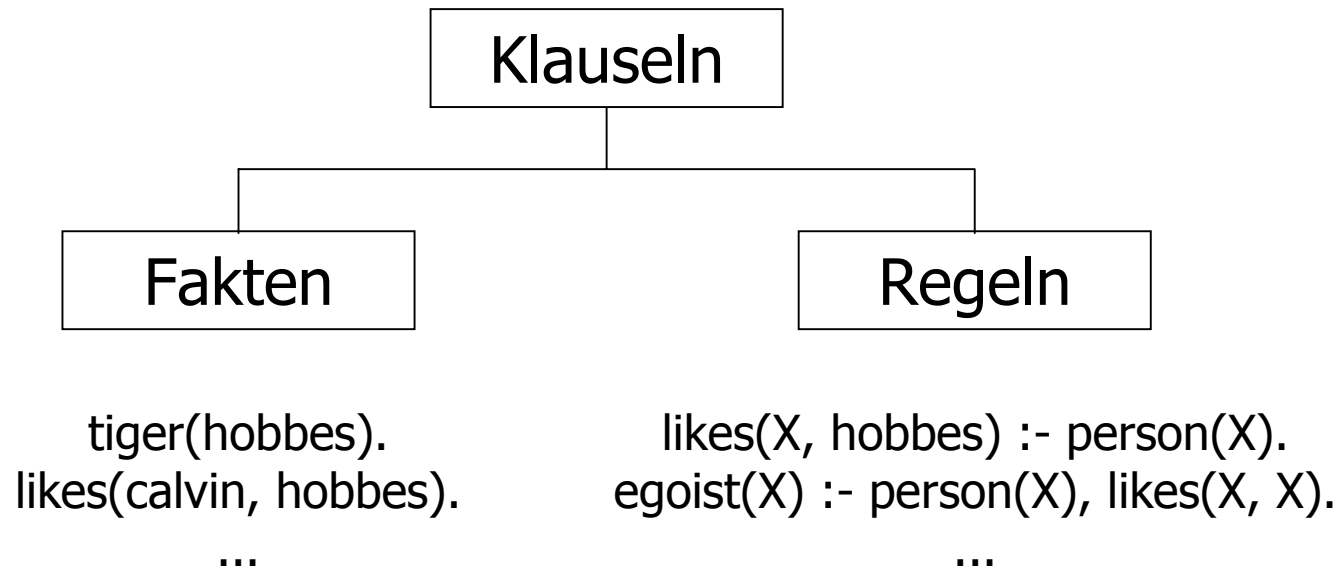 Klauseln
Fakten
Regeln
tiger(hobbes).
likes(calvin, hobbes).
...
likes(X, hobbes) :- person(X).
egoist(X) :- person(X), likes(X, X).
...